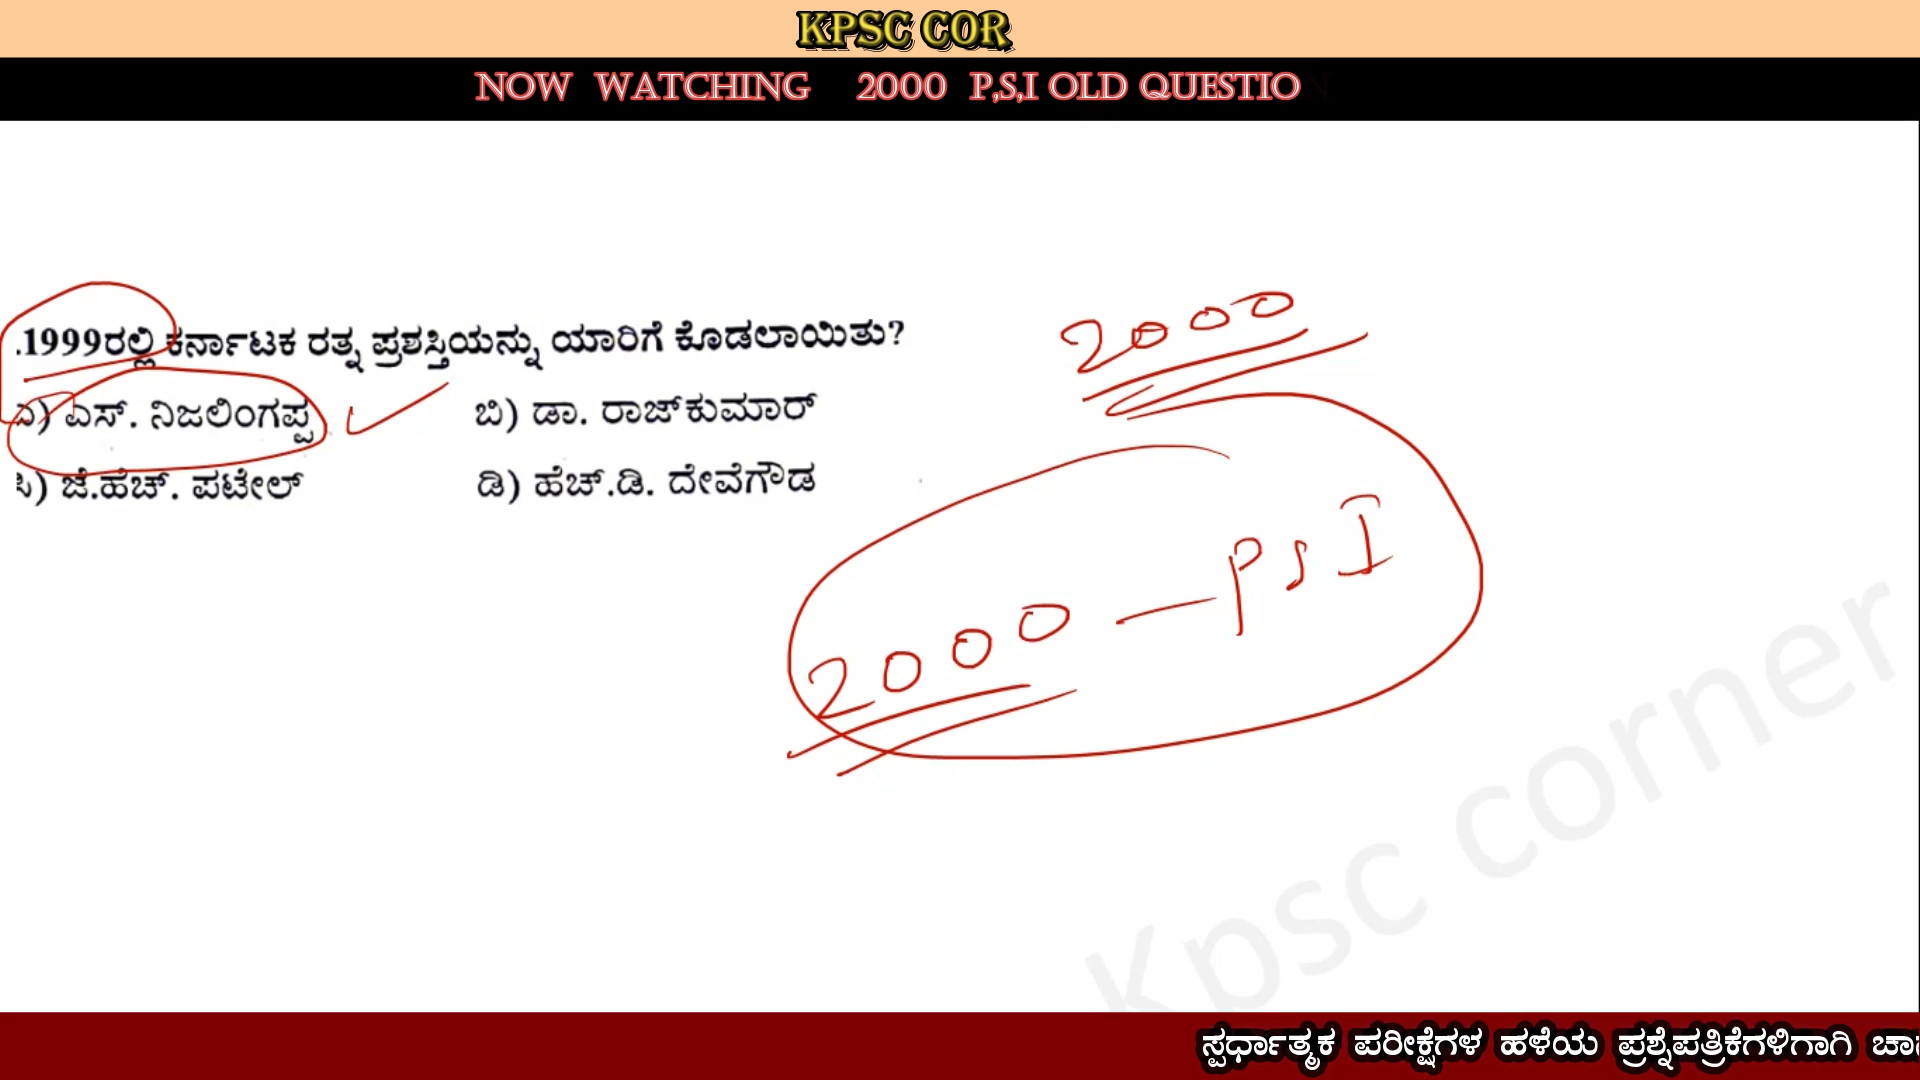 KPSC COR
NOW WATCHING 2000 P,S,I OLD QUESTIO
.1999ರಲ್ಲಿ ಕರ್ನಾಟಕ ರತ್ನ ಪ್ರಶಸ್ತಿಯನ್ನು ಯಾರಿಗೆ ಕೊಡಲಾಯಿತು?
2000
ಎ) ಎಸ್. ನಿಜಲಿಂಗಪ್ಪ ಬಿ) ಡಾ. ರಾಜ್‌ಕುಮಾರ್
ಸಿ) ಜೆ.ಹೆಚ್. ಪಟೇಲ್ ಡಿ) ಹೆಚ್.ಡಿ. ದೇವೆಗೌಡ
2000 — PSI
Kpsc corner
ಸ್ಪರ್ಧಾತ್ಮಕ ಪರೀಕ್ಷೆಗಳ ಹಳೆಯ ಪ್ರಶ್ನೆಪತ್ರಿಕೆಗಳಿಗಾಗಿ